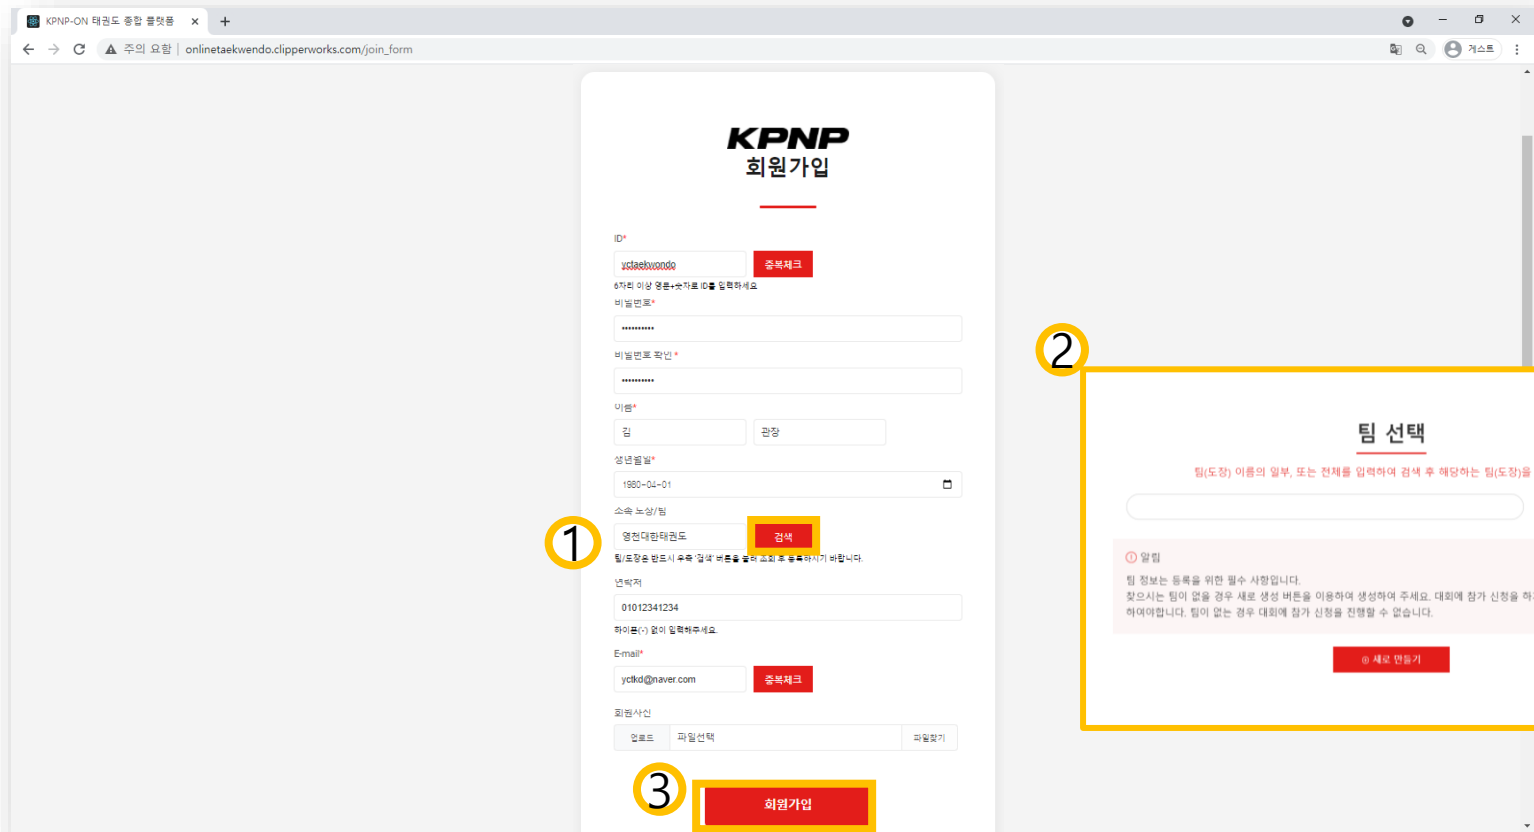 KPNP-ON 태권도 종합 플랫폼
주의 요함 | onlinetaekwendo.clipperworks.com/join_form
게스트
KPNP
회원가입
ID*
yctaekwondo
중복체크
6자리 이상 영문+숫자로 ID를 입력하세요
비밀번호*
••••••••••
비밀번호 확인 *
••••••••••
이름*
김
관장
생년월일*
1980-04-01
소속 도장/팀
1
영천대한태권도
검색
팀/도장은 반드시 우측 '검색' 버튼을 눌러 조회 후 등록하시기 바랍니다.
연락처
01012341234
하이픈(-) 없이 입력해주세요.
E-mail*
yctkd@naver.com
중복체크
회원사진
업로드
파일선택
파일찾기
3
회원가입
2
팀 선택
팀(도장) 이름의 일부, 또는 전체를 입력하여 검색 후 해당하는 팀(도장)을
알림
팀 정보는 등록을 위한 필수 사항입니다.
찾으시는 팀이 없을 경우 새로 생성 버튼을 이용하여 생성하여 주세요. 대회에 참가 신청을 하
하여야합니다. 팀이 없는 경우 대회에 참가 신청을 진행할 수 없습니다.
새로 만들기